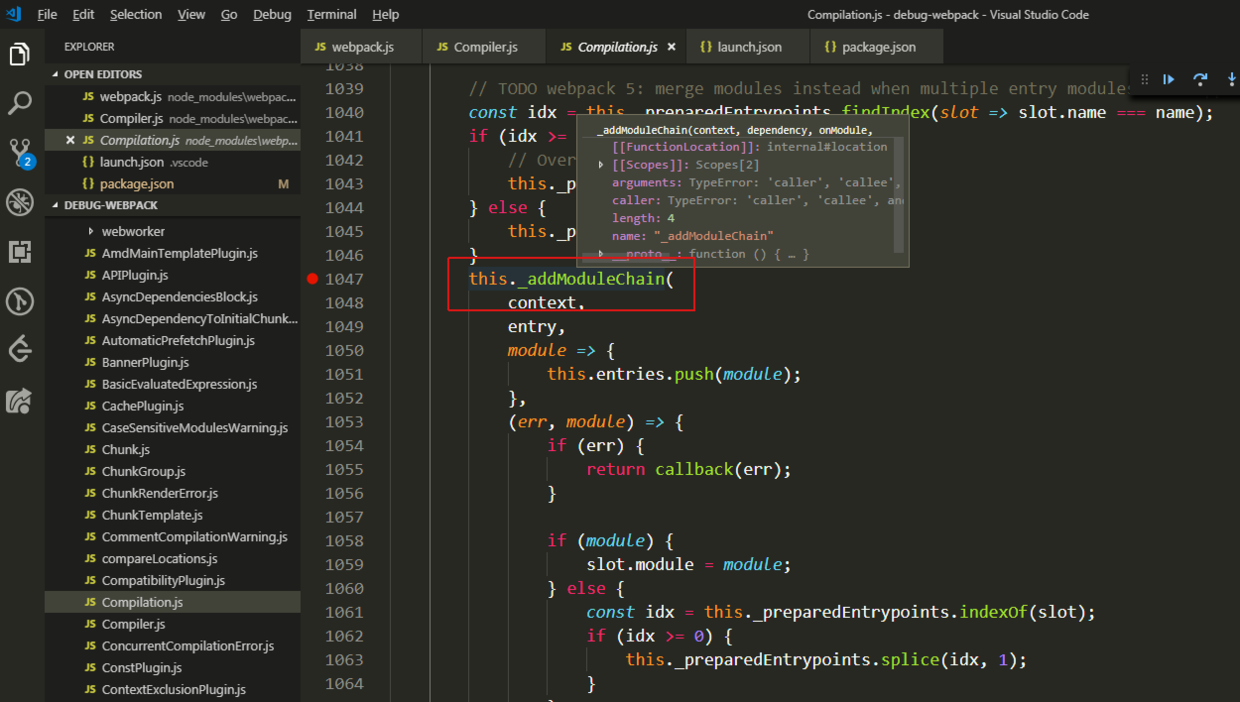 File Edit Selection View Go Debug Terminal Help
Compilation.js - debug-webpack - Visual Studio Code
EXPLORER
OPEN EDITORS
JS webpack.js node_modules\webpac...
JS Compiler.js node_modules\webpac...
× JS Compilation.js node_modules\webp...
{} launch.json .vscode
{} package.json M
DEBUG-WEBPACK
webworker
JS AmdMainTemplatePlugin.js
JS APIPlugin.js
JS AsyncDependenciesBlock.js
JS AsyncDependencyToInitialChunk...
JS AutomaticPrefetchPlugin.js
JS BannerPlugin.js
JS BasicEvaluatedExpression.js
JS CachePlugin.js
JS CaseSensitiveModulesWarning.js
JS Chunk.js
JS ChunkGroup.js
JS ChunkRenderError.js
JS ChunkTemplate.js
JS CommentCompilationWarning.js
JS compareLocations.js
JS CompatibilityPlugin.js
JS Compilation.js
JS Compiler.js
JS ConcurrentCompilationError.js
JS ConstPlugin.js
JS ContextExclusionPlugin.js
2
JS webpack.js JS Compiler.js JS Compilation.js × {} launch.json {} package.json
1038
1039 // TODO webpack 5: merge modules instead when multiple entry modules
1040 const idx = this._preparedEntrypoints.findIndex(slot => slot.name === name);
1041 if (idx >=
1042 // Over
1043 this._p
1044 } else {
1045 this._p
1046 }
1047 this._addModuleChain(
1048 context,
1049 entry,
1050 module => {
1051 this.entries.push(module);
1052 },
1053 (err, module) => {
1054 if (err) {
1055 return callback(err);
1056 }
1057
1058 if (module) {
1059 slot.module = module;
1060 } else {
1061 const idx = this._preparedEntrypoints.indexOf(slot);
1062 if (idx >= 0) {
1063 this._preparedEntrypoints.splice(idx, 1);
1064 }
_addModuleChain(context, dependency, onModule,
[[FunctionLocation]]: internal#location
[[Scopes]]: Scopes[2]
arguments: TypeError: 'caller', 'callee',
caller: TypeError: 'caller', 'callee', and
length: 4
name: "_addModuleChain"
__proto__: function () { … }